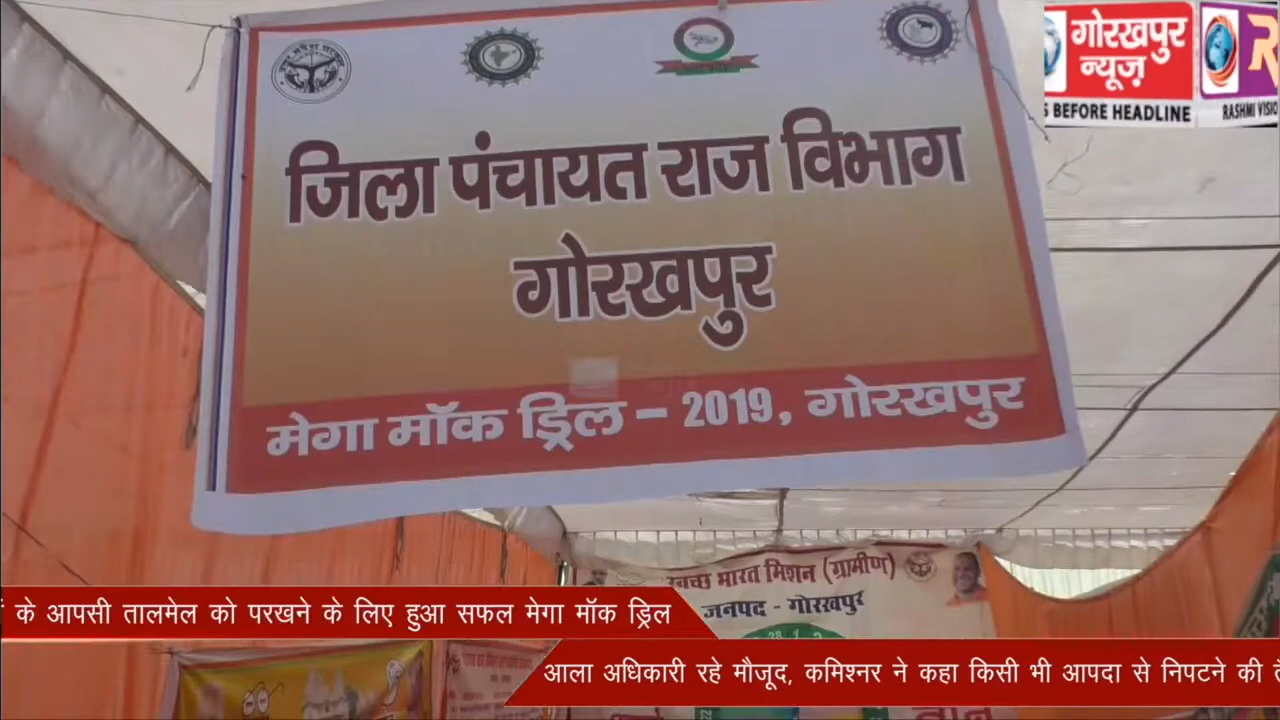 गोरखपुर
न्यूज़
BEFORE HEADLINE
RASHMI
जिला पंचायत राज विभाग
गोरखपुर
मेगा मॉक ड्रिल – 2019, गोरखपुर
स्वच्छ भारत मिशन (ग्रामीण)
जनपद - गोरखपुर
के आपसी तालमेल को परखने के लिए हुआ सफल मेगा मॉक ड्रिल
आला अधिकारी रहे मौजूद, कमिश्नर ने कहा किसी भी आपदा से निपटने की